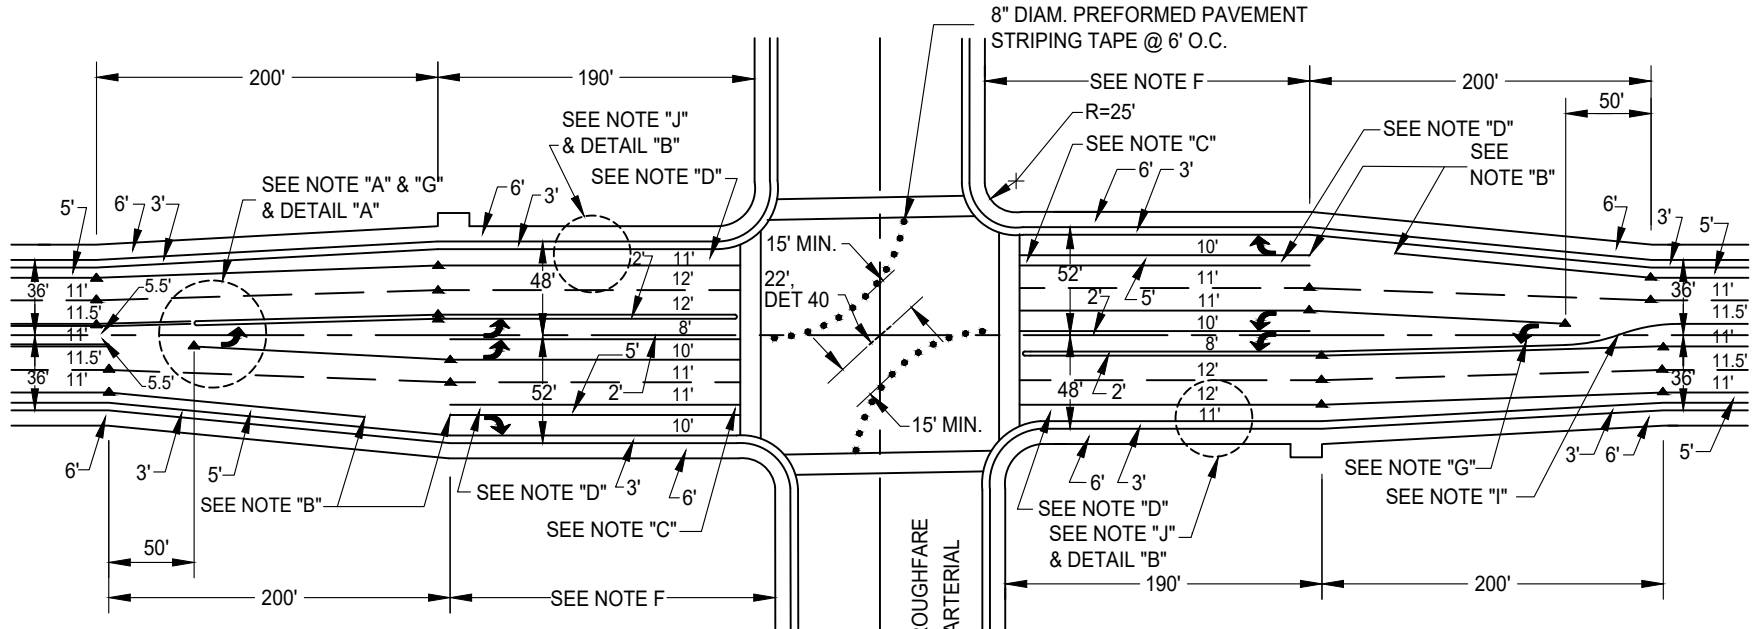 8" DIAM. PREFORMED PAVEMENT
STRIPING TAPE @ 6' O.C.
200'
190'
SEE NOTE F
200'
50'
SEE NOTE "J"
& DETAIL "B"
R=25'
SEE NOTE "C"
SEE NOTE "D"
SEE
NOTE "B"
SEE NOTE "D"
SEE NOTE "A" & "G"
& DETAIL "A"
5'
6'
3'
6'
3'
6'
3'
6'
3'
5'
15' MIN.
22',
DET 40
15' MIN.
36'
11'
5.5'
11.5'
11'
11.5'
11'
5.5'
36'
48'
52'
2'
11'
12'
12'
8'
10'
11'
11'
10'
5'
2'
52'
48'
10'
11'
11'
10'
8'
12'
12'
11'
2'
5'
2'
36'
11'
11.5'
11'
11.5'
11'
36'
6'
3'
5'
SEE NOTE "B"
SEE NOTE "D"
3'
6'
SEE NOTE "C"
6'
3'
SEE NOTE "D"
SEE NOTE "J"
& DETAIL "B"
SEE NOTE "G"
SEE NOTE "I"
3'
6'
5'
50'
200'
SEE NOTE F
190'
200'
ROUGHFARE
ARTERIAL